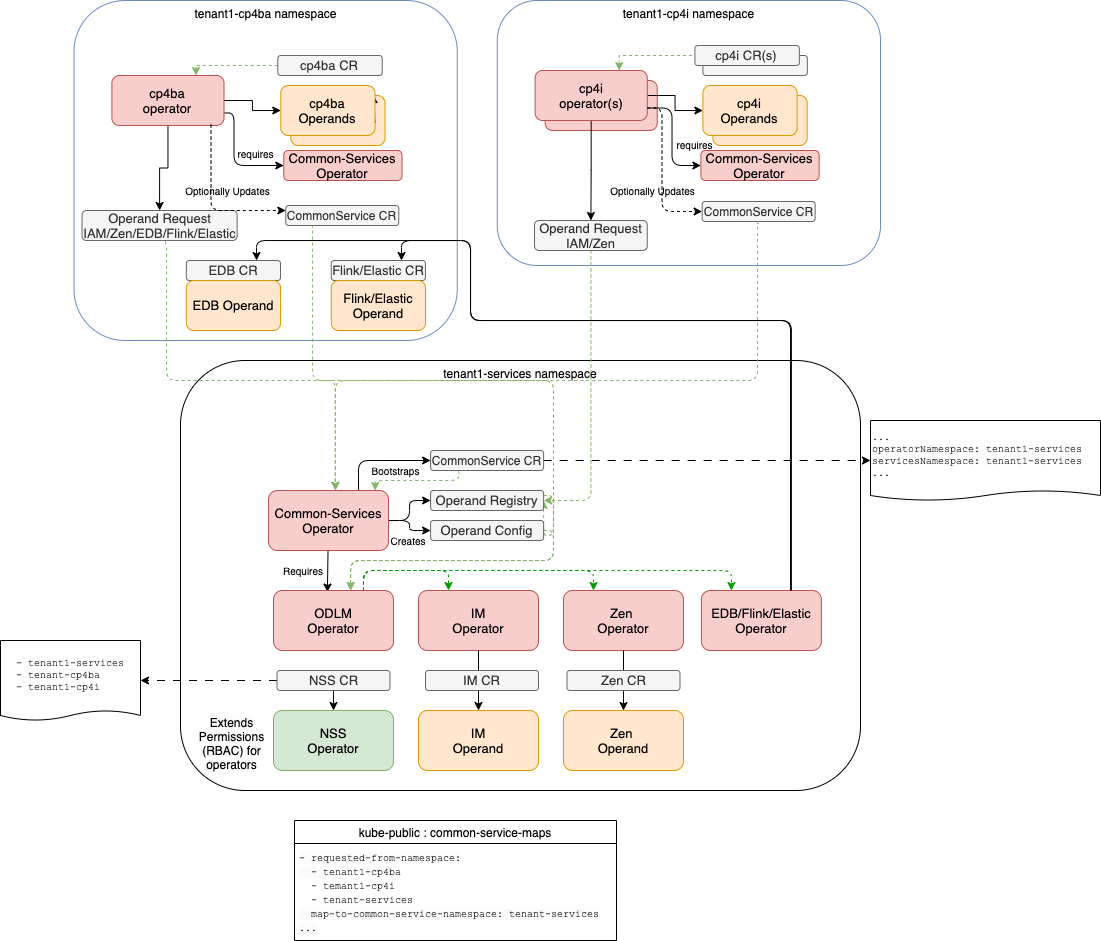 tenant1-cp4ba namespace
cp4ba CR
cp4ba
operator
cp4ba
Operands
requires
Common-Services
Operator
Optionally Updates
Operand Request
IAM/Zen/EDB/Flink/Elastic
CommonService CR
EDB CR
EDB Operand
Flink/Elastic CR
Flink/Elastic
Operand
tenant1-cp4i namespace
cp4i CR(s)
cp4i
operator(s)
cp4i
Operands
requires
Common-Services
Operator
Optionally Updates
CommonService CR
Operand Request
IAM/Zen
tenant1-services namespace
CommonService CR
Bootstraps
Common-Services
Operator
Operand Registry
Operand Config
Creates
Requires
ODLM
Operator
IM
Operator
Zen
Operator
EDB/Flink/Elastic
Operator
NSS CR
IM CR
Zen CR
Extends
Permissions
(RBAC) for
operators
NSS
Operator
IM
Operand
Zen
Operand
...
operatorNamespace: tenant1-services
servicesNamespace: tenant1-services
...
- tenant1-services
- tenant-cp4ba
- tenant1-cp4i
kube-public : common-service-maps
- requested-from-namespace:
- tenant1-cp4ba
- temant1-cp4i
- tenant-services
map-to-common-service-namespace: tenant-services
...